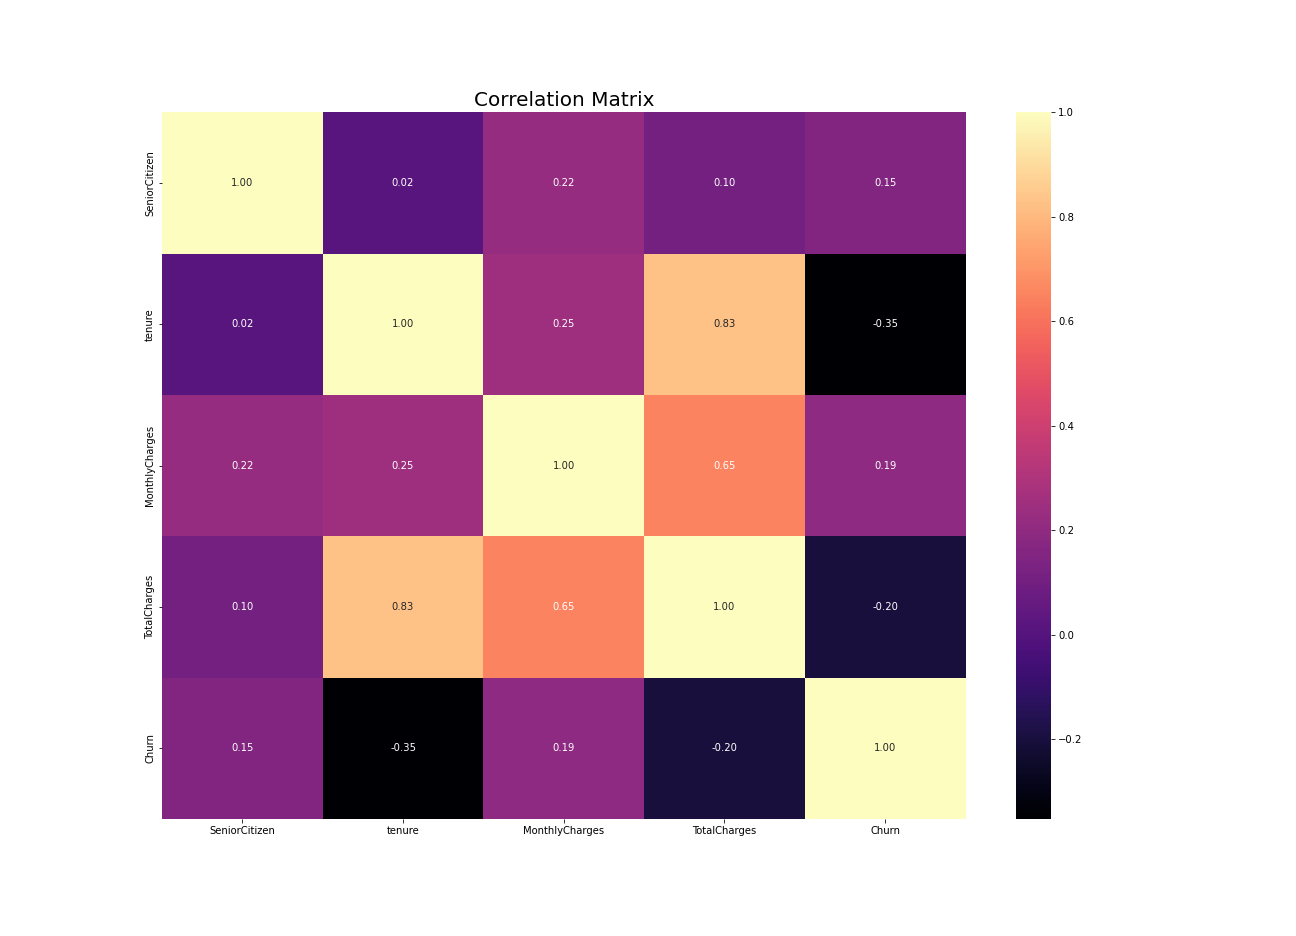 Correlation Matrix
SeniorCitizen
1.00 0.02 0.22 0.10 0.15
tenure
0.02 1.00 0.25 0.83 -0.35
MonthlyCharges
0.22 0.25 1.00 0.65 0.19
TotalCharges
0.10 0.83 0.65 1.00 -0.20
Churn
0.15 -0.35 0.19 -0.20 1.00
SeniorCitizen tenure MonthlyCharges TotalCharges Churn
1.0
0.8
0.6
0.4
0.2
0.0
−0.2